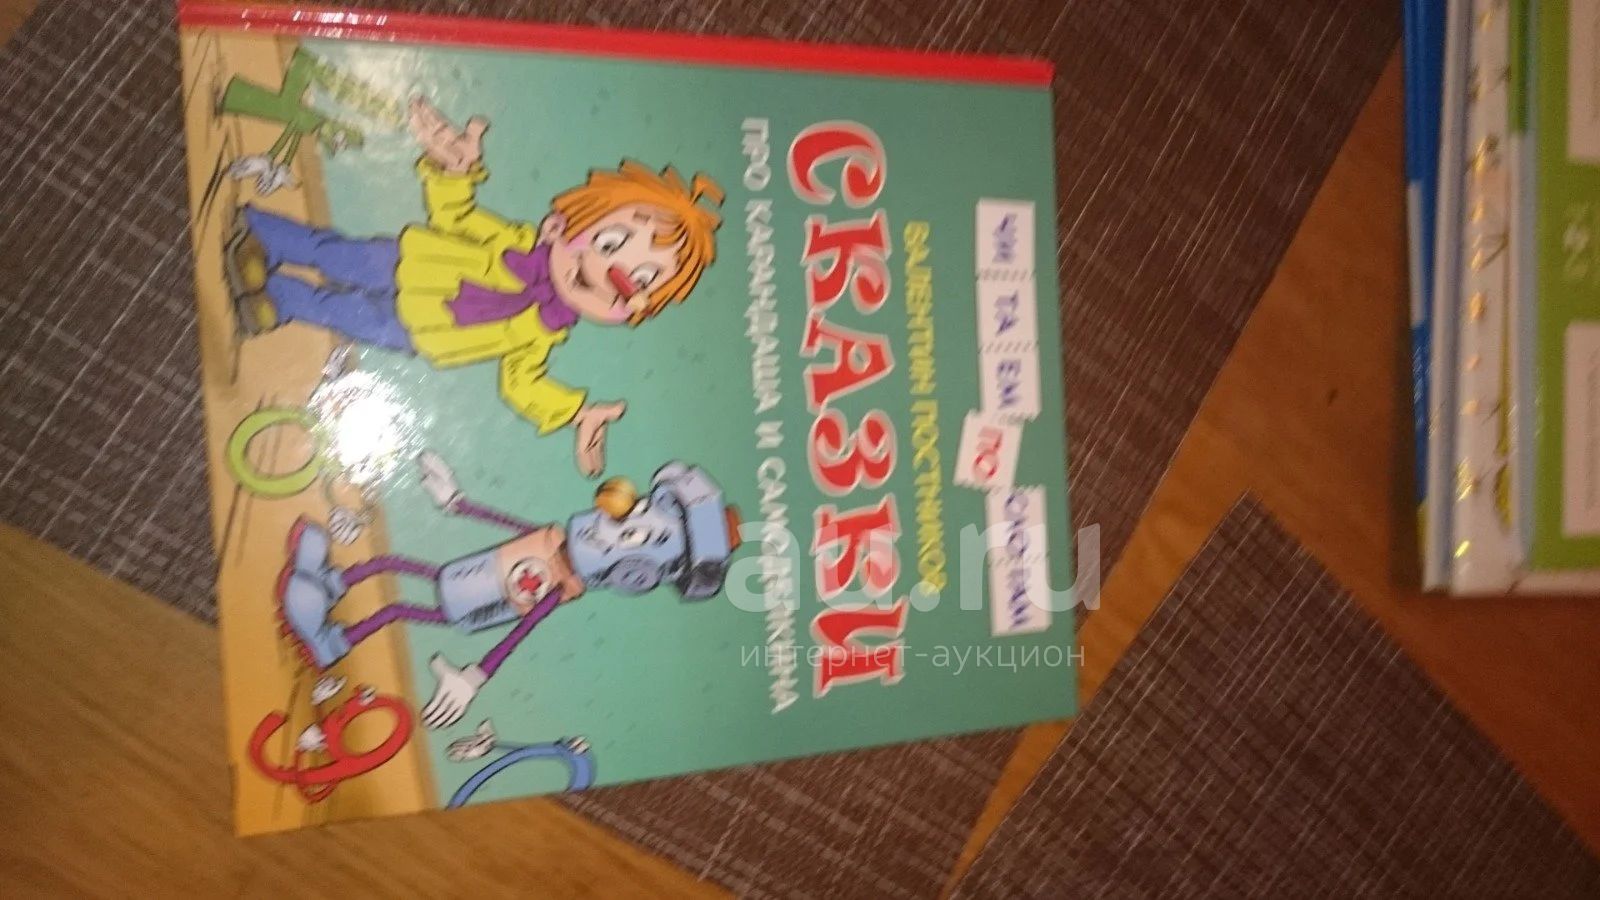 ЧИ ТА ЕМ ПО СЛОГАМ
ВАЛЕНТИН ПОСТНИКОВ
СКАЗКИ
ПРО КАРАНДАША И САМОДЕЛКИНА
au.ru
интернет-аукцион